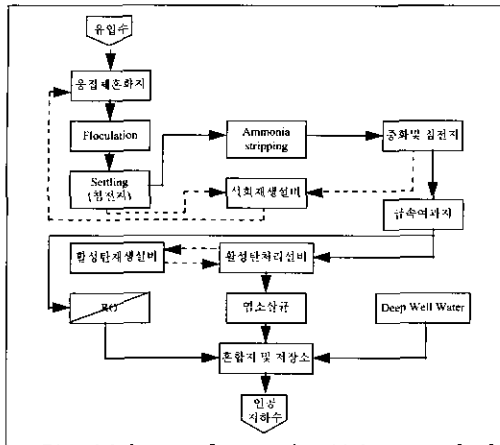 유입수
응집제혼화지
Floculation
Settling
(침전지)
Ammonia
stripping
중화및 침전지
석회재생설비
급속여과지
활성탄재생설비
활성탄처리설비
RO
염소살균
Deep Well Water
혼합지 및 저장소
인공
지하수